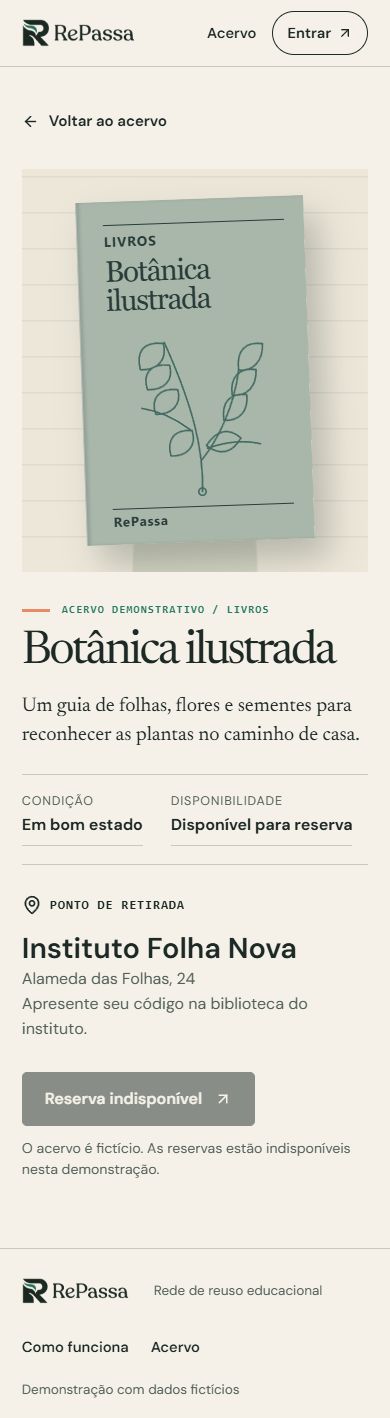 RePassa
Acervo
Entrar
Voltar ao acervo
LIVROS
Botânica
ilustrada
RePassa
ACERVO DEMONSTRATIVO / LIVROS
Botânica ilustrada
Um guia de folhas, flores e sementes para
reconhecer as plantas no caminho de casa.
CONDIÇÃO
Em bom estado
DISPONIBILIDADE
Disponível para reserva
PONTO DE RETIRADA
Instituto Folha Nova
Alameda das Folhas, 24
Apresente seu código na biblioteca do
instituto.
Reserva indisponível
O acervo é fictício. As reservas estão indisponíveis
nesta demonstração.
RePassa
Rede de reuso educacional
Como funciona
Acervo
Demonstração com dados fictícios